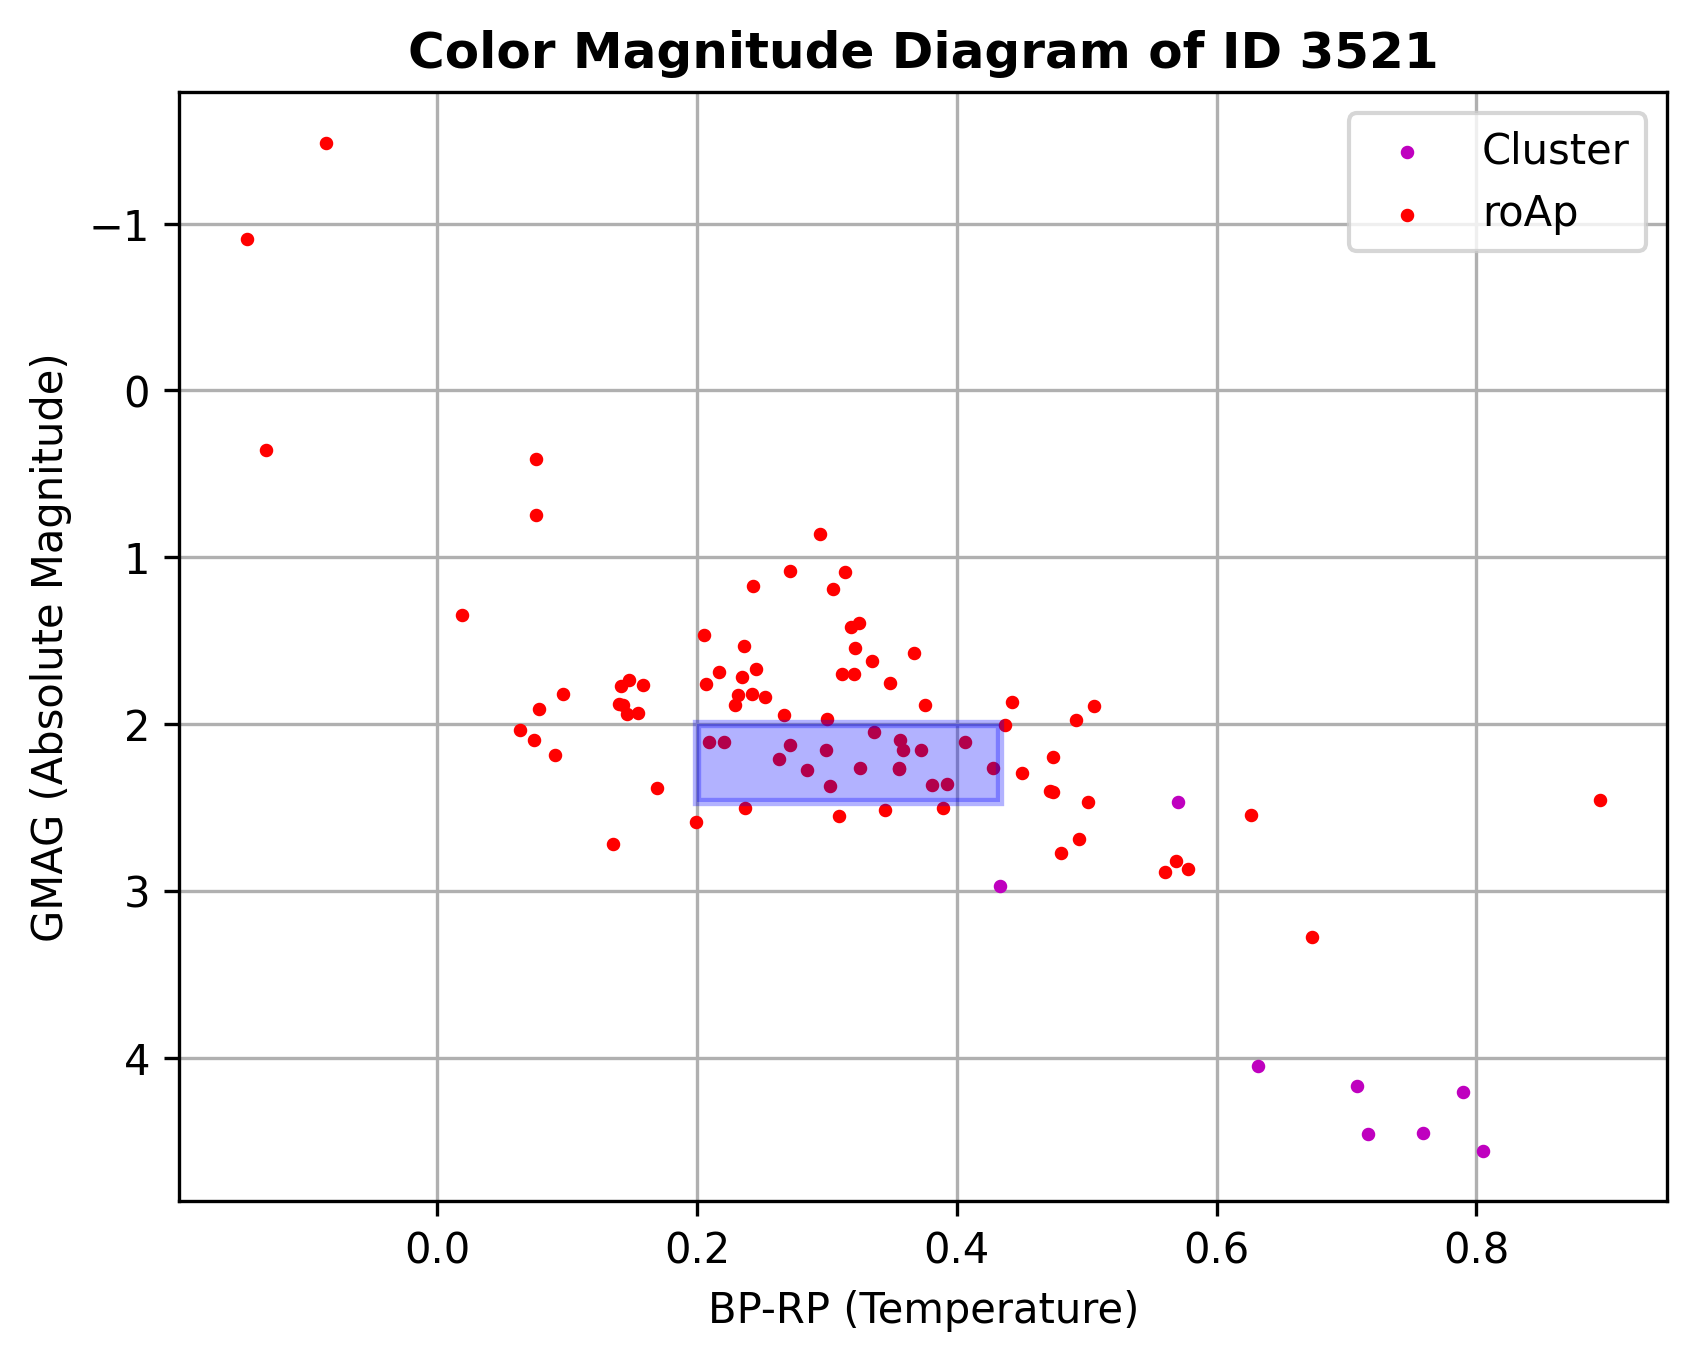 Color Magnitude Diagram of ID 3521
Cluster
roAp
GMAG (Absolute Magnitude)
−1
0
1
2
3
4
0.0 0.2 0.4 0.6 0.8
BP-RP (Temperature)